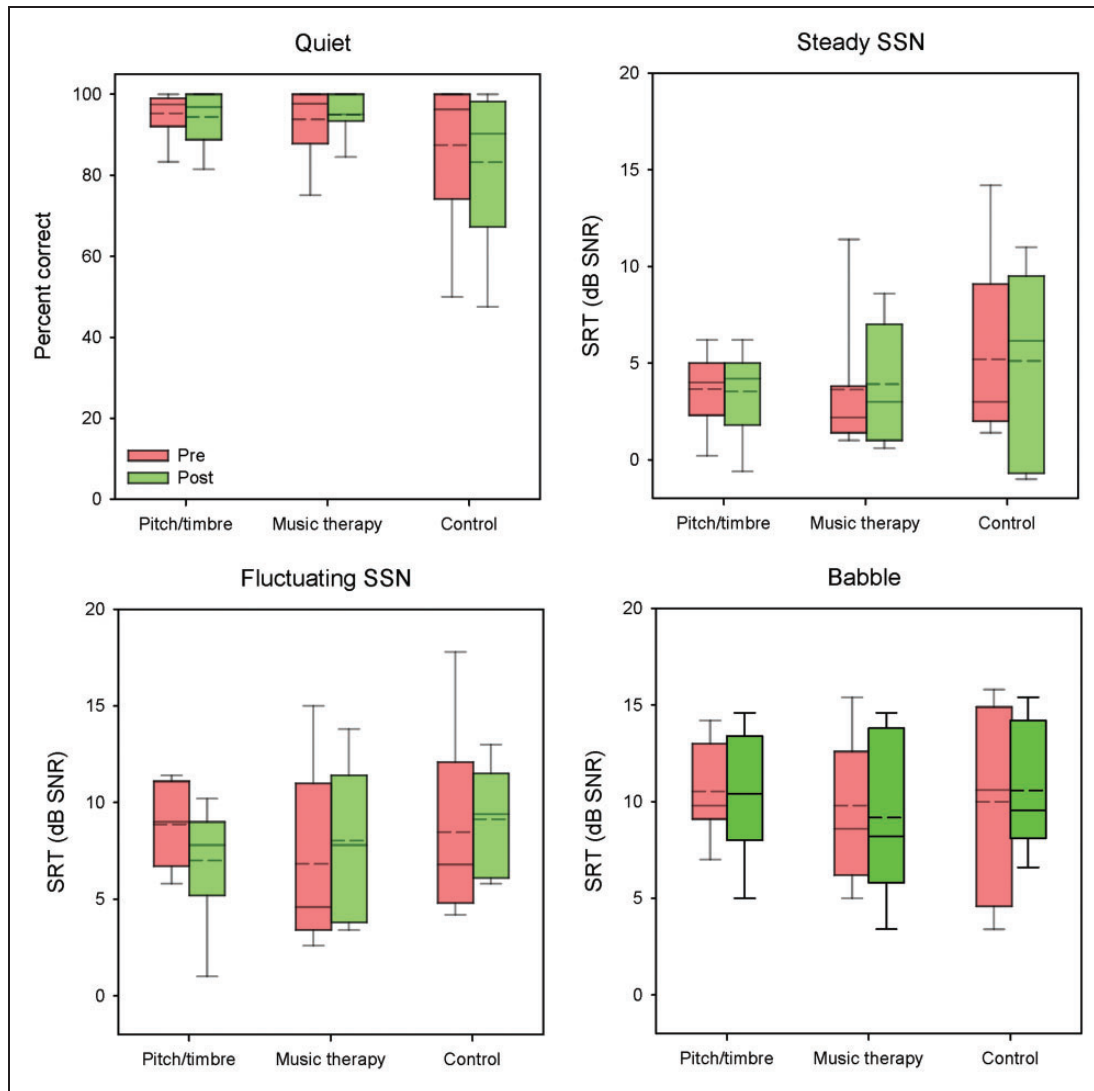 Quiet
Percent correct
100
80
60
40
20
0
Pre
Post
Pitch/timbre Music therapy Control
Steady SSN
SRT (dB SNR)
20
15
10
5
0
Pitch/timbre Music therapy Control
Fluctuating SSN
SRT (dB SNR)
20
15
10
5
0
Pitch/timbre Music therapy Control
Babble
SRT (dB SNR)
20
15
10
5
0
Pitch/timbre Music therapy Control